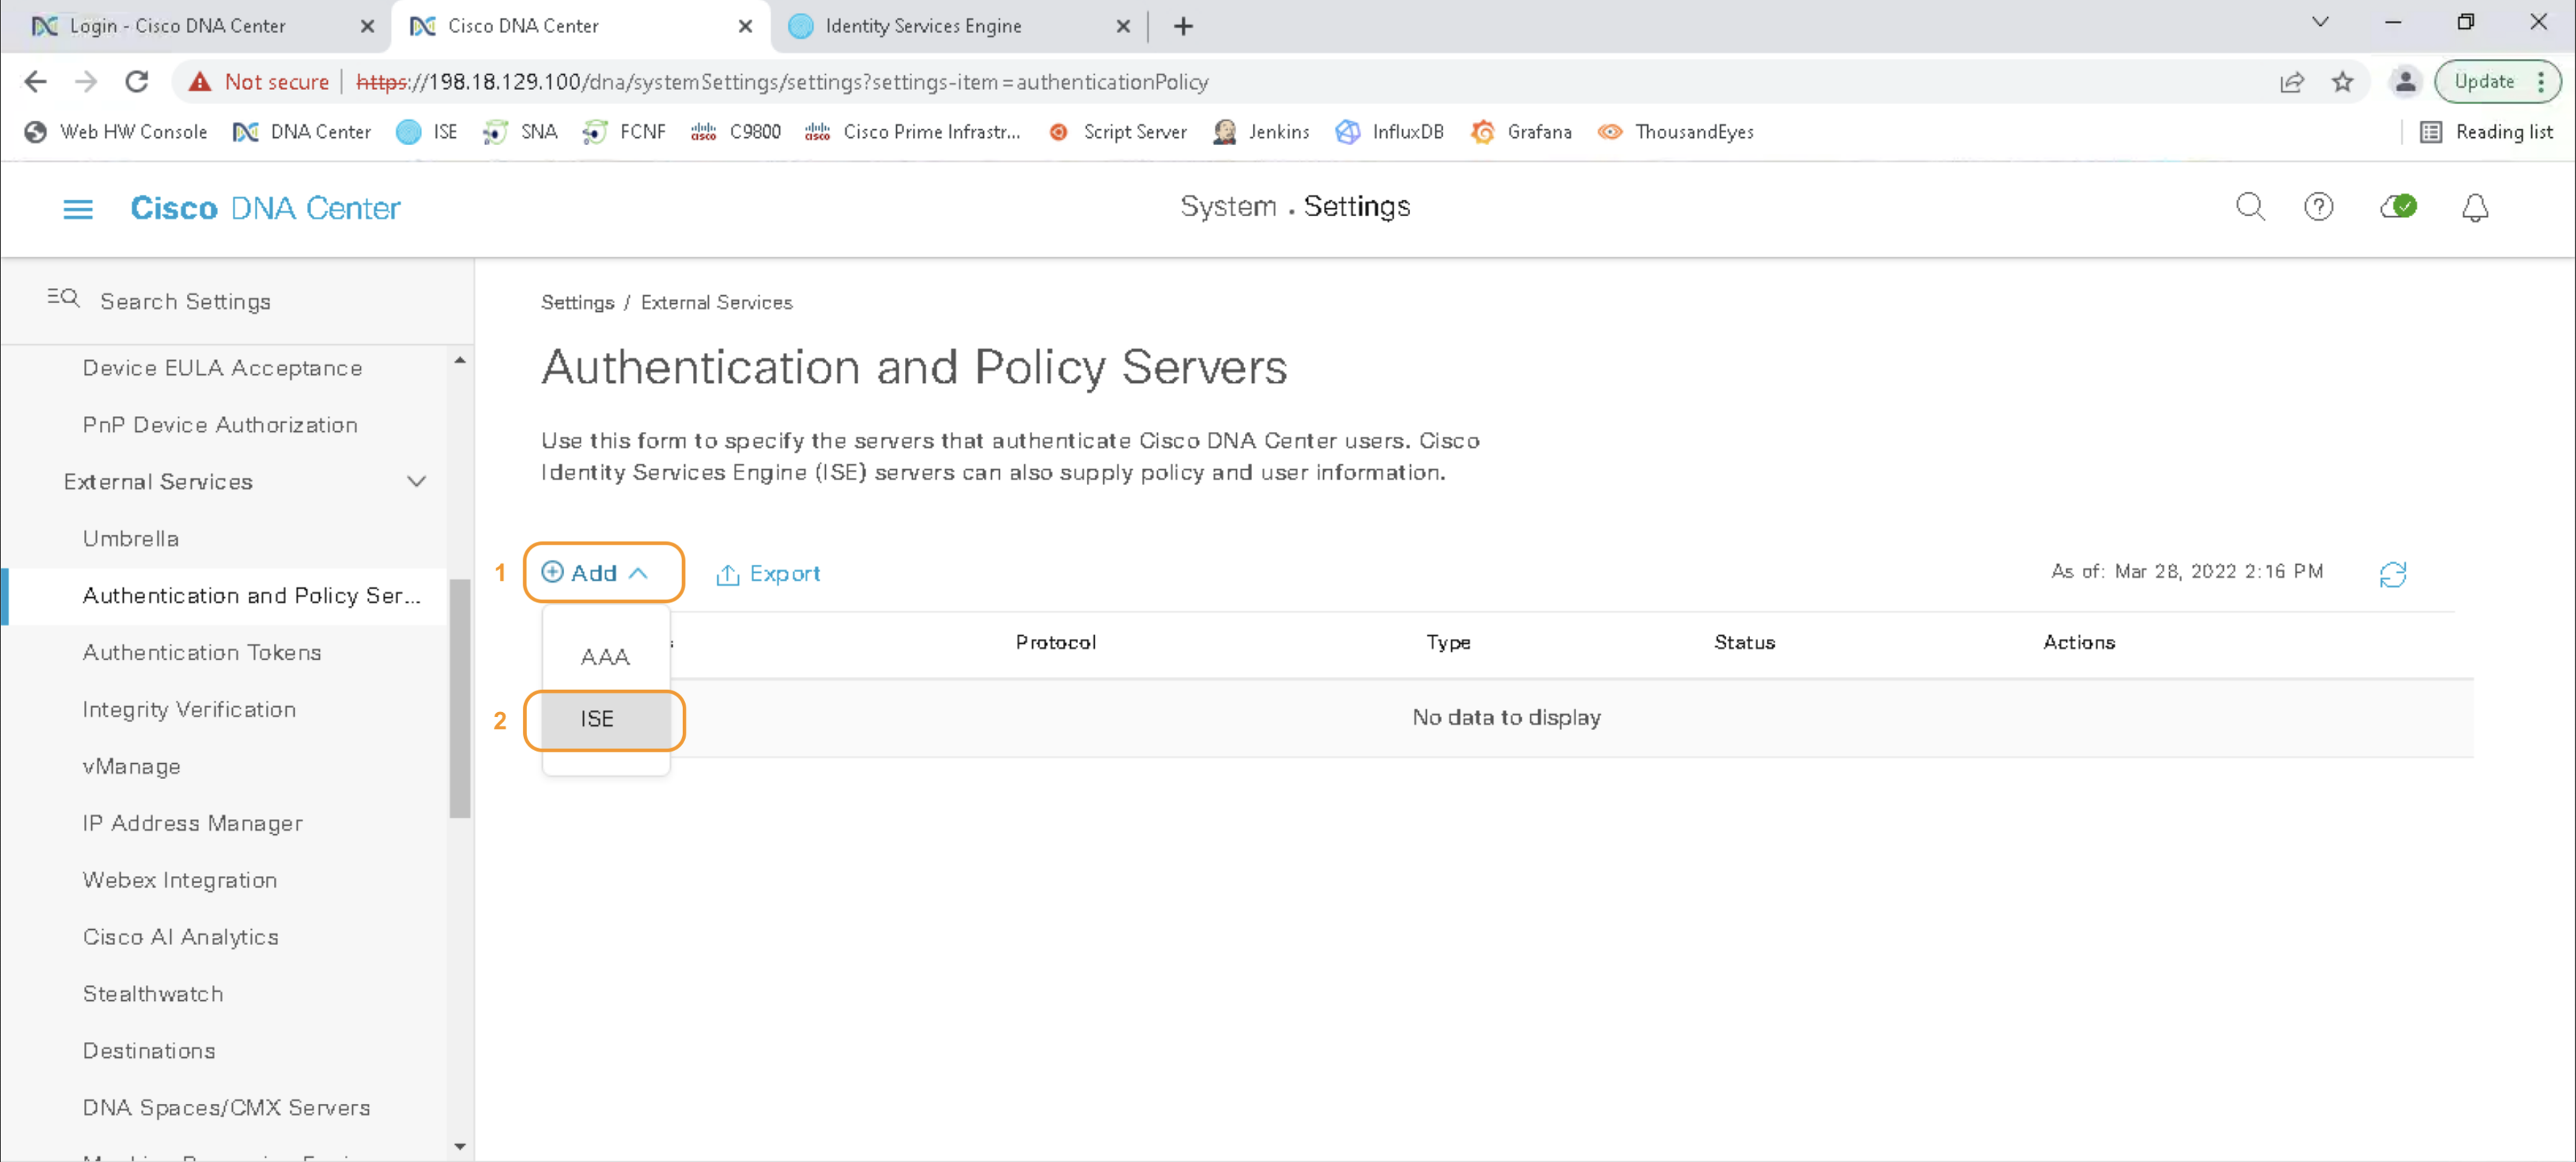 Login - Cisco DNA Center
Cisco DNA Center
Identity Services Engine
Not secure | https://198.18.129.100/dna/systemSettings/settings?settings-item=authenticationPolicy
Update
Web HW Console DNA Center ISE SNA FCNF C9800 Cisco Prime Infrastr... Script Server Jenkins InfluxDB Grafana ThousandEyes Reading list
Cisco DNA Center
System . Settings
Search Settings
Device EULA Acceptance
PnP Device Authorization
External Services
Umbrella
Authentication and Policy Ser...
Authentication Tokens
Integrity Verification
vManage
IP Address Manager
Webex Integration
Cisco AI Analytics
Stealthwatch
Destinations
DNA Spaces/CMX Servers
Settings / External Services
Authentication and Policy Servers
Use this form to specify the servers that authenticate Cisco DNA Center users. Cisco
Identity Services Engine (ISE) servers can also supply policy and user information.
1 Add Export As of: Mar 28, 2022 2:16 PM
AAA
Protocol Type Status Actions
2 ISE
No data to display